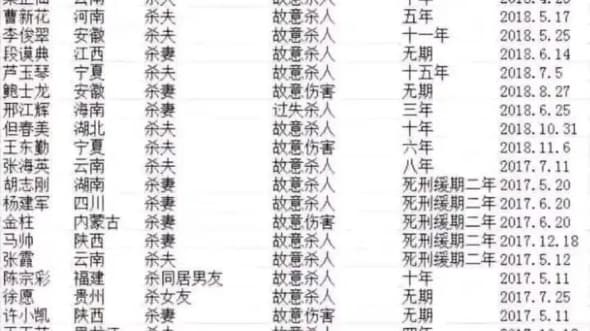 曹新花 河南 杀夫 故意杀人 五年 2018.5.17
李俊翠 安徽 杀夫 故意杀人 十一年 2018.5.25
段谟典 江西 杀妻 故意杀人 无期 2018.6.14
芦玉琴 宁夏 杀夫 故意杀人 十五年 2018.7.5
鲍士龙 安徽 杀妻 故意伤害 无期 2018.8.27
邢江辉 海南 杀妻 过失杀人 三年 2018.6.25
但春美 湖北 杀夫 故意杀人 十年 2018.10.31
王东勤 宁夏 杀夫 故意伤害 六年 2018.11.6
张海英 云南 杀夫 故意杀人 八年 2017.7.11
胡志刚 湖南 杀妻 故意杀人 死刑缓期二年 2017.5.20
杨建军 四川 杀妻 故意杀人 死刑缓期二年 2017.6.20
金柱 内蒙古 杀妻 故意伤害 死刑缓期二年 2017.6.20
马帅 陕西 杀妻 故意杀人 死刑缓期二年 2017.12.18
张霞 云南 杀夫 故意杀人 死刑缓期二年 2017.5.12
陈宗彩 福建 杀同居男友 故意杀人 十年 2017.5.11
徐愿 贵州 杀女友 故意杀人 无期 2017.7.25
许小凯 陕西 杀妻 故意伤害 无期 2017.5.11